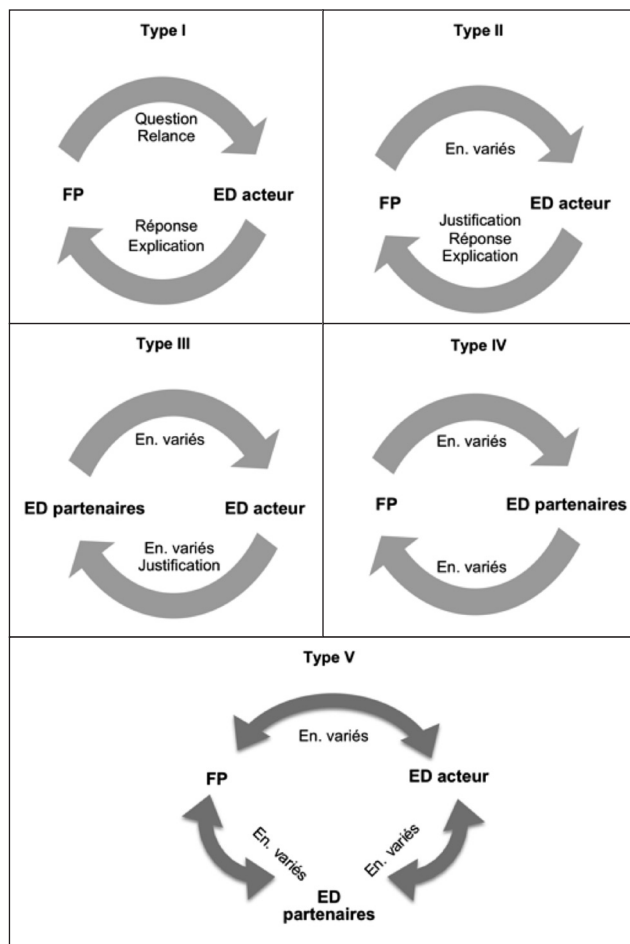 Type I
Question
Relance
FP
ED acteur
Réponse
Explication
Type II
En. variés
FP
ED acteur
Justification
Réponse
Explication
Type III
En. variés
ED partenaires
ED acteur
En. variés
Justification
Type IV
En. variés
FP
ED partenaires
En. variés
Type V
En. variés
FP
ED acteur
En. variés
En. variés
ED
partenaires